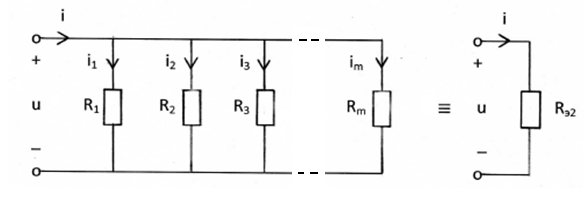 i i
+ i₁ i₂ i₃ iₘ +
u R₁ R₂ R₃ Rₘ ≡ u Rэ2
− −